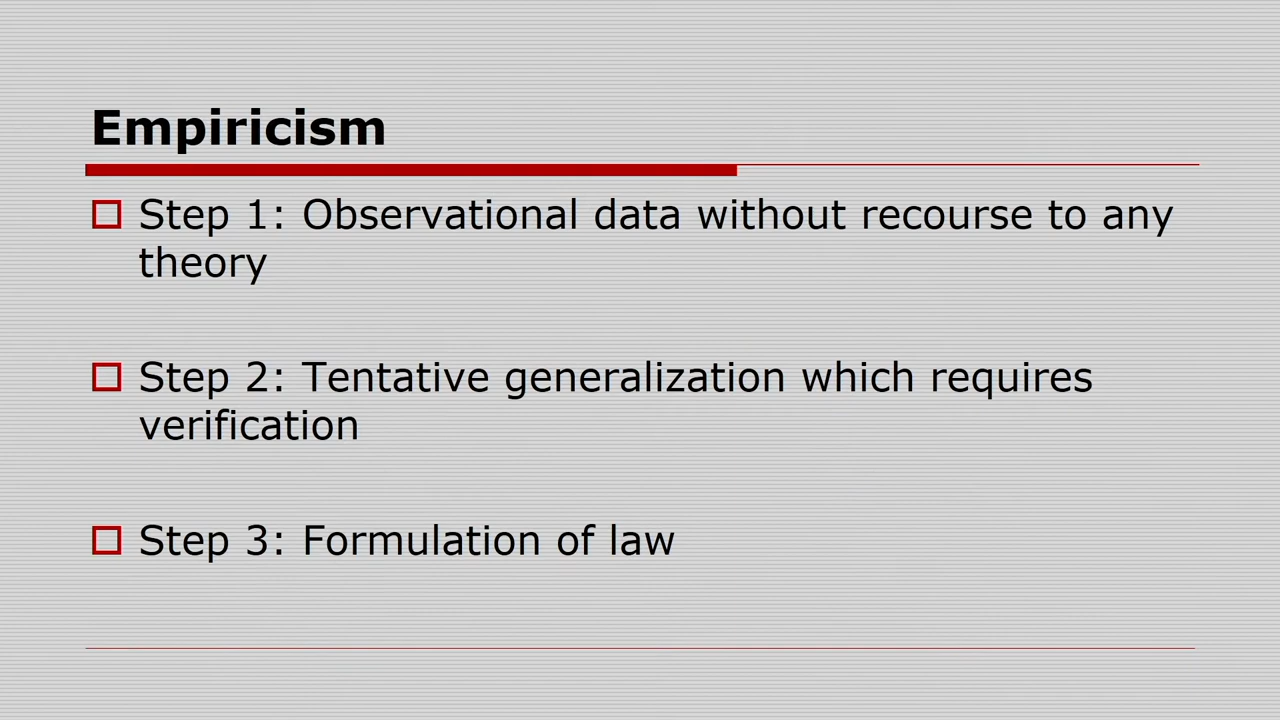 Empiricism
Step 1: Observational data without recourse to any
theory
Step 2: Tentative generalization which requires
verification
Step 3: Formulation of law